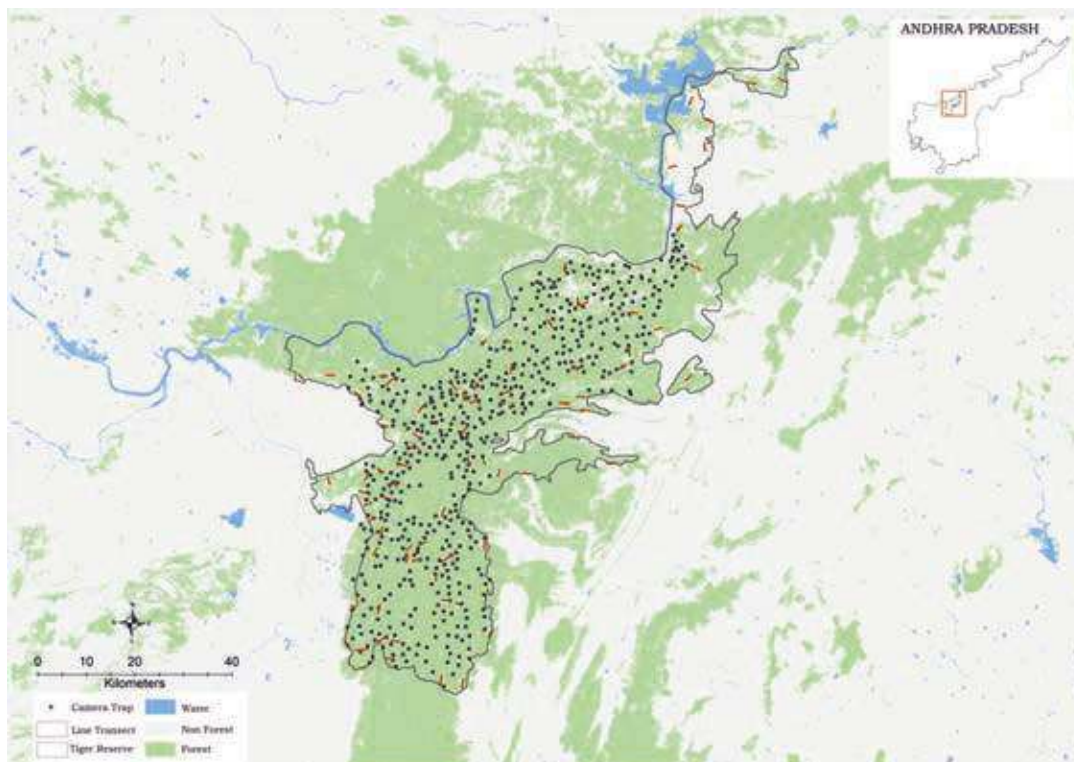 ANDHRA PRADESH
0 10 20 40
Kilometers
Camera Trap
Water
Line Transect
Non Forest
Tiger Reserve
Forest